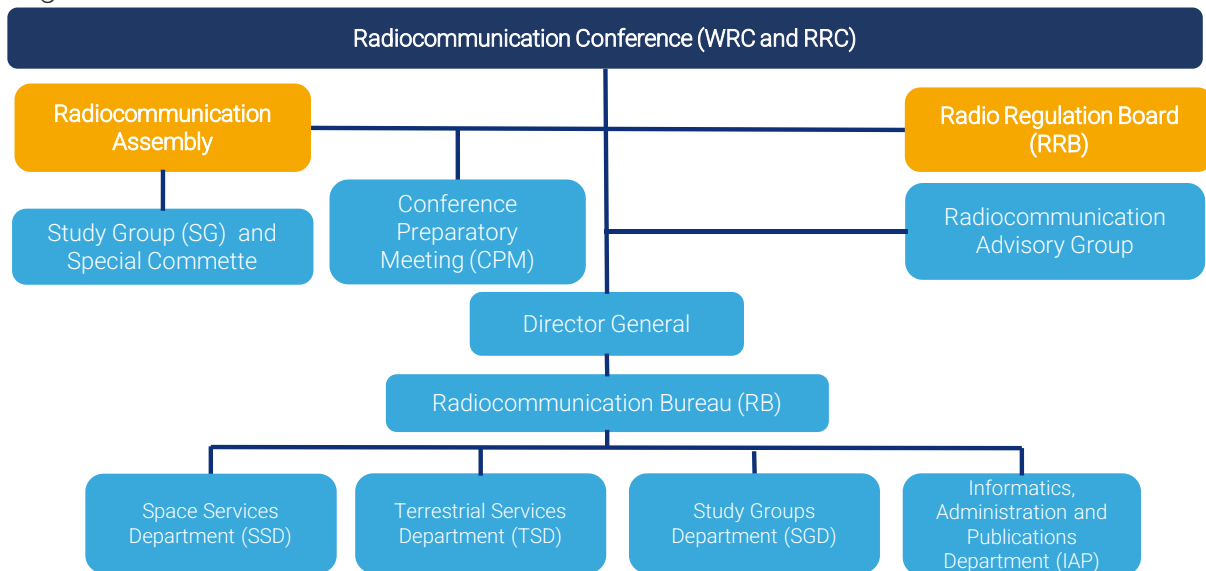 Radiocommunication Conference (WRC and RRC)
Radiocommunication
Assembly
Radio Regulation Board
(RRB)
Study Group (SG) and
Special Commette
Conference
Preparatory
Meeting (CPM)
Radiocommunication
Advisory Group
Director General
Radiocommunication Bureau (RB)
Space Services
Department (SSD)
Terrestrial Services
Department (TSD)
Study Groups
Department (SGD)
Informatics,
Administration and
Publications
Department (IAP)